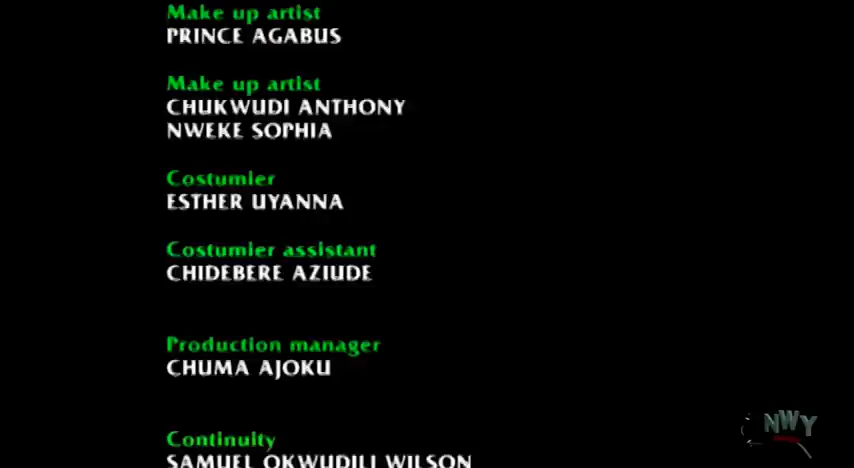 Make up artist
PRINCE AGABUS
Make up artist
CHUKWUDI ANTHONY
NWEKE SOPHIA
Costumier
ESTHER UYANNA
Costumier assistant
CHIDEBERE AZIUDE
Production manager
CHUMA AJOKU
Continuity
SAMUEL OKWUDILI WILSON
NWY